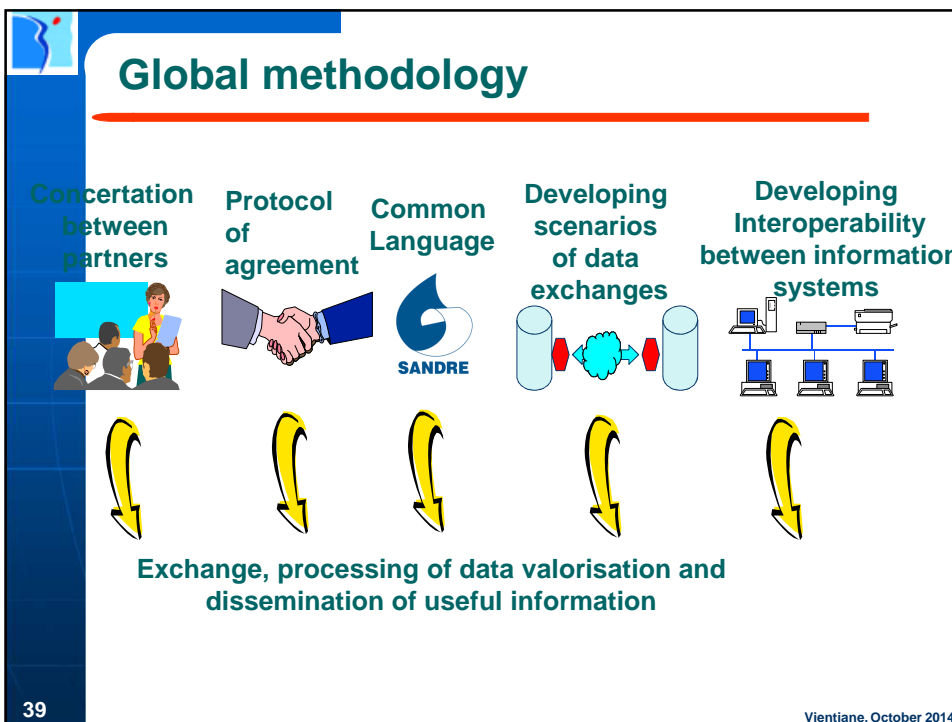 Global methodology
Concertation
between
partners
Protocol
of
agreement
Common
Language
SANDRE
Developing
scenarios
of data
exchanges
Developing
Interoperability
between information
systems
Exchange, processing of data valorisation and
dissemination of useful information
39
Vientiane, October 2014